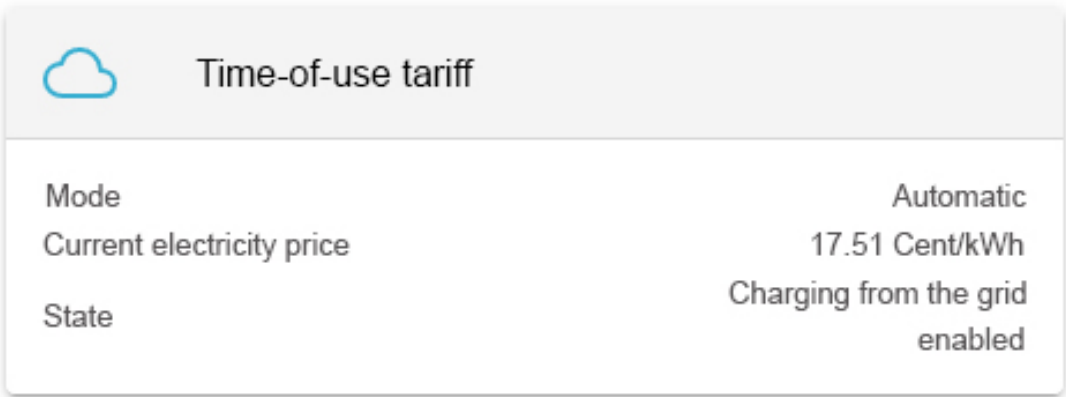 Time-of-use tariff
Mode Automatic
Current electricity price 17.51 Cent/kWh
State Charging from the grid
enabled